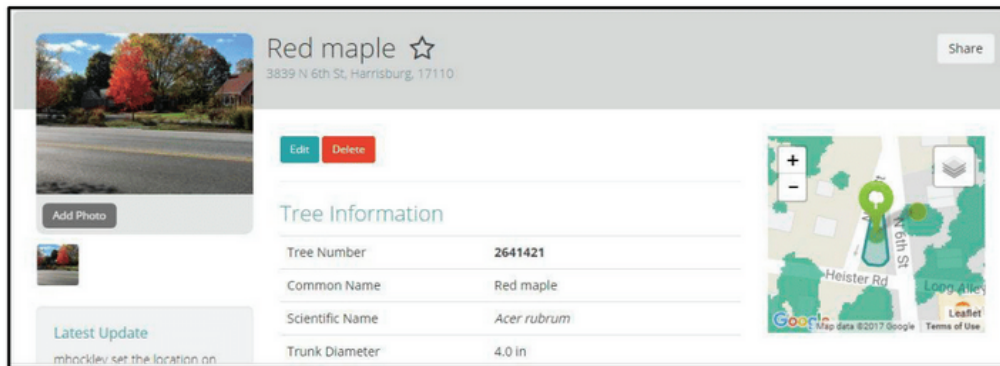 Red maple
Share
3839 N 6th St, Harrisburg, 17110
Edit
Delete
Add Photo
Tree Information
Tree Number 2641421
Common Name Red maple
Scientific Name Acer rubrum
Trunk Diameter 4.0 in
Latest Update
mhockley set the location on
+
−
N 6th St
Heister Rd
Long Alley
Leaflet
Google Map data ©2017 Google Terms of Use